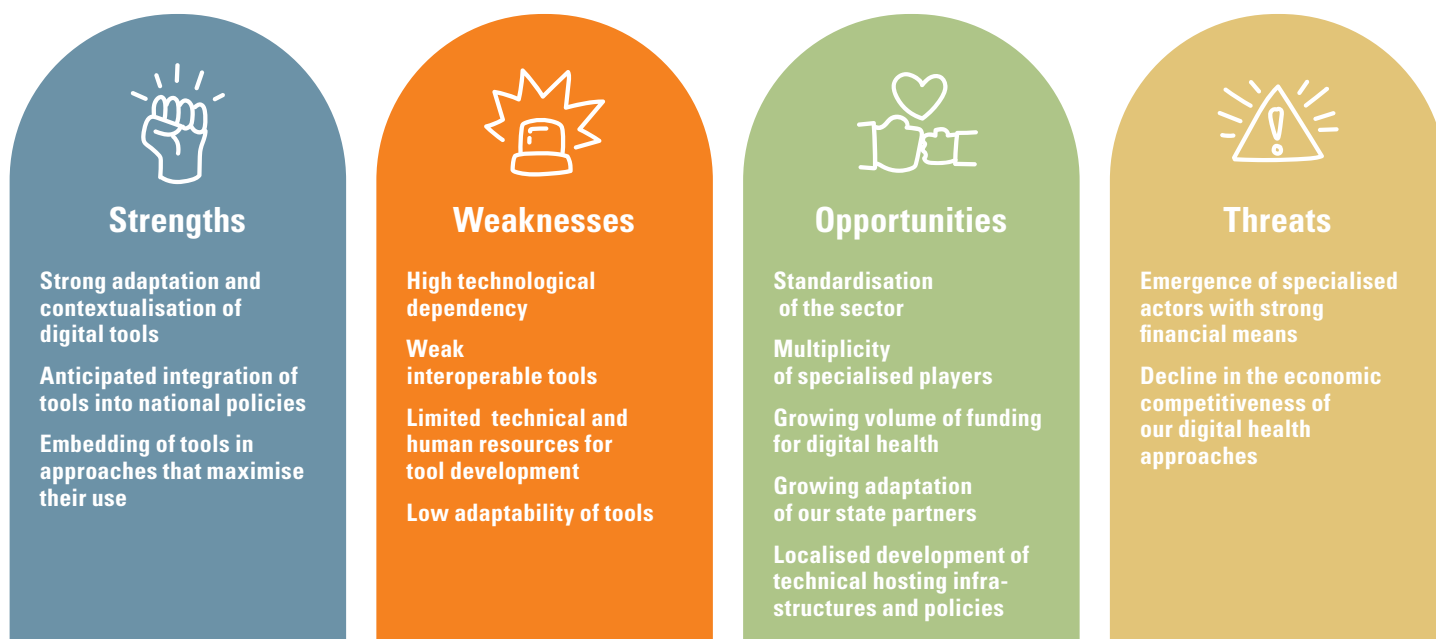 Strengths
Strong adaptation and
contextualisation of
digital tools
Anticipated integration of
tools into national policies
Embedding of tools in
approaches that maximise
their use
Weaknesses
High technological
dependency
Weak
interoperable tools
Limited technical and
human resources for
tool development
Low adaptability of tools
Opportunities
Standardisation
of the sector
Multiplicity
of specialised players
Growing volume of funding
for digital health
Growing adaptation
of our state partners
Localised development of
technical hosting infra-
structures and policies
Threats
Emergence of specialised
actors with strong
financial means
Decline in the economic
competitiveness of
our digital health
approaches